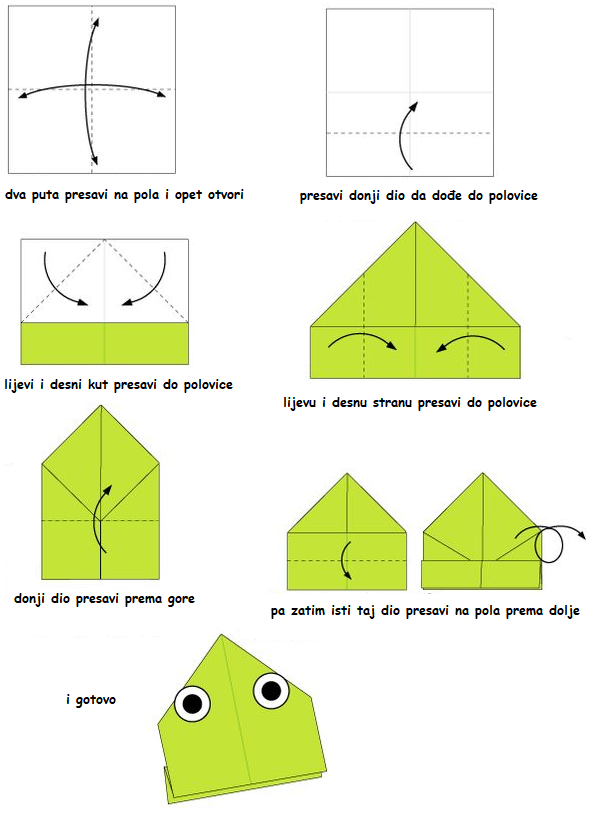 dva puta presavi na pola i opet otvori
presavi donji dio da dođe do polovice
lijevi i desni kut presavi do polovice
lijevu i desnu stranu presavi do polovice
donji dio presavi prema gore
pa zatim isti taj dio presavi na pola prema dolje
i gotovo